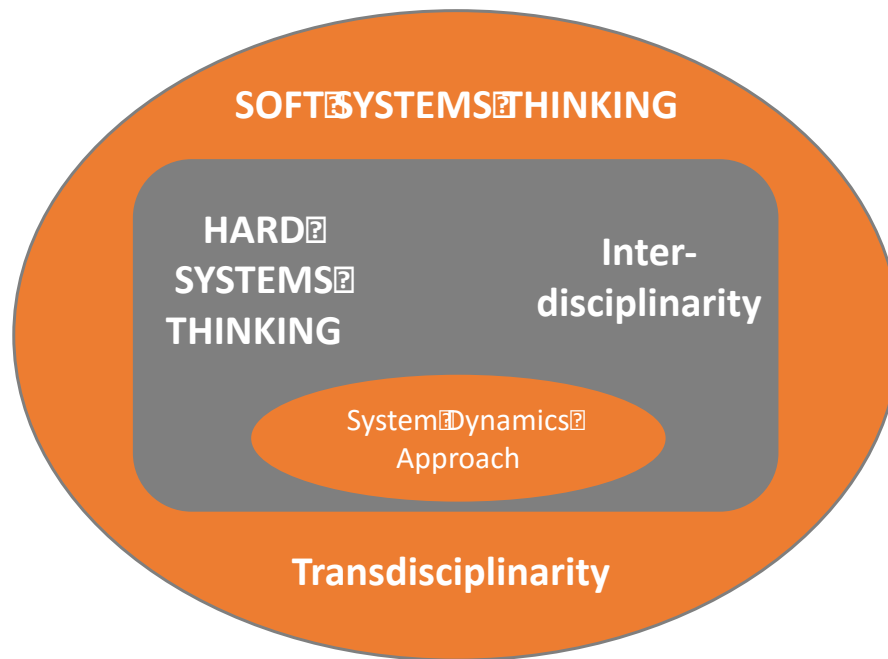 SOFT⍰SYSTEMS⍰THINKING
HARD⍰
SYSTEMS⍰
THINKING
Inter-
disciplinarity
System⍰Dynamics⍰
Approach
Transdisciplinarity